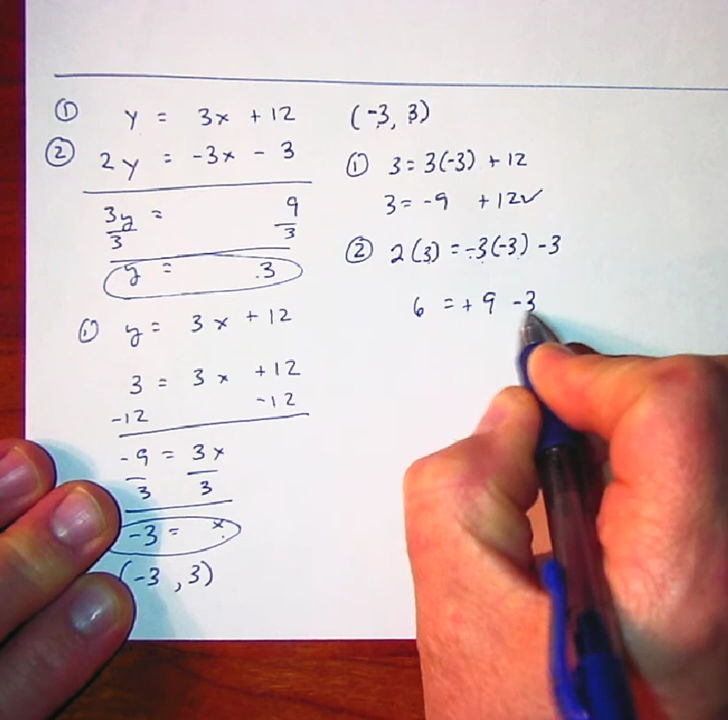 ① y = 3x + 12
② 2y = -3x - 3
3y = 9
3 3
y = .3
① y = 3x + 12
3 = 3x + 12
-12 -12
-9 = 3x
3 3
-3 = x
(-3, 3)
(-3, 3)
① 3 = 3(-3) + 12
3 = -9 + 12✓
② 2(3) = -3(-3) - 3
6 = +9 -3